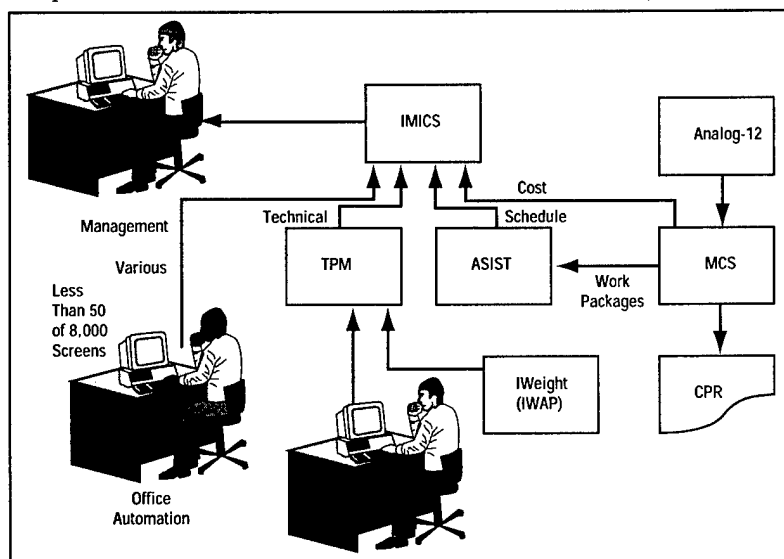 IMICS
Analog-12
Cost
Management
Technical
Schedule
Various
TPM
ASIST
MCS
Work
Packages
Less
Than 50
of 8,000
Screens
IWeight
(IWAP)
CPR
Office
Automation